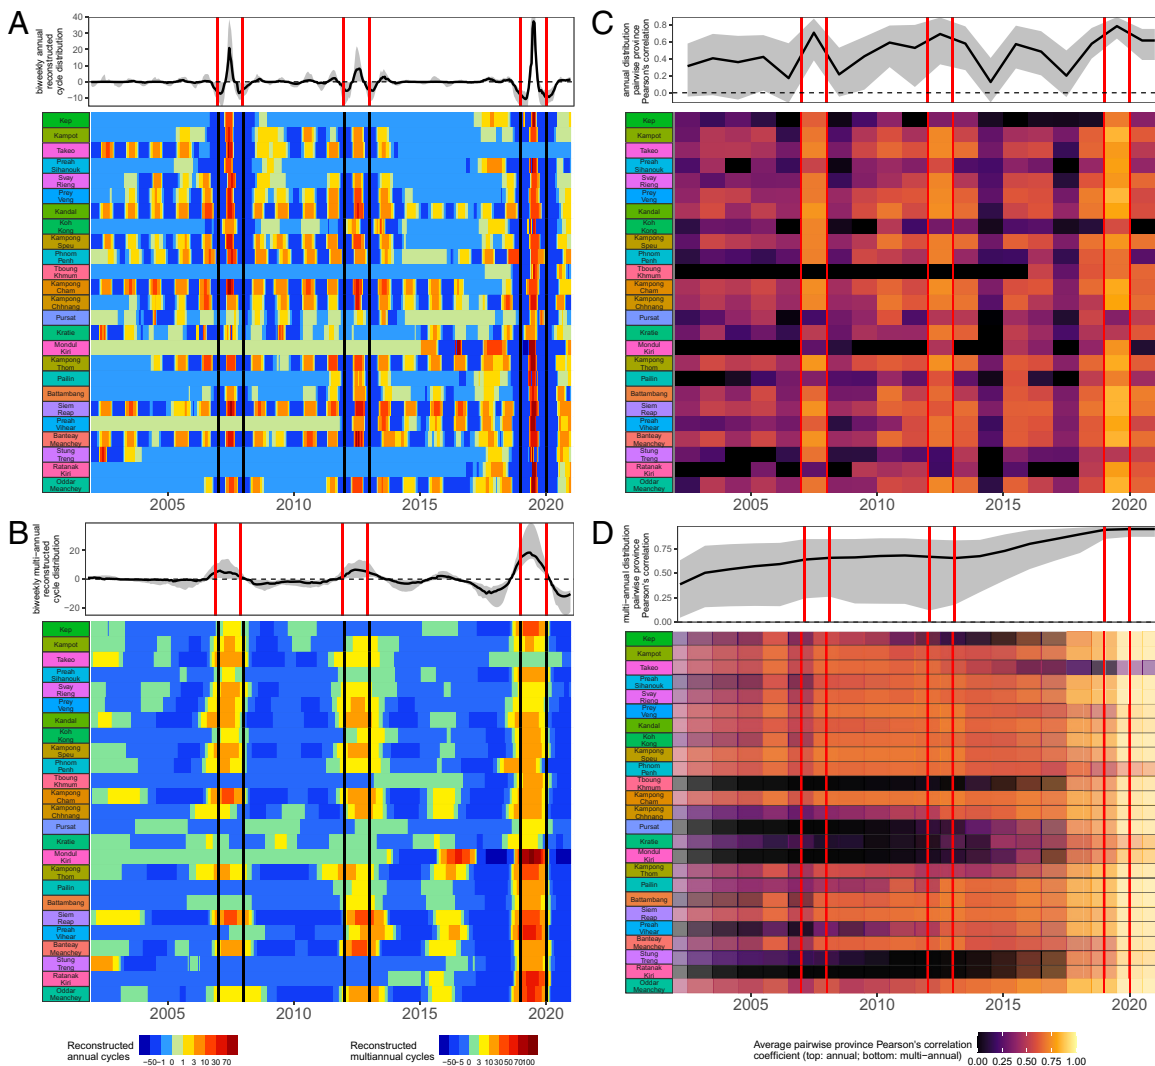 A
biweekly annual
reconstructed
cycle distribution
40
30
20
10
0
−10
Kep
Kampot
Takeo
Preah
Sihanouk
Svay
Rieng
Prey
Veng
Kandal
Koh
Kong
Kampong
Speu
Phnom
Penh
Tboung
Khmum
Kampong
Cham
Kampong
Chhnang
Pursat
Kratie
Mondul
Kiri
Kampong
Thom
Pailin
Battambang
Siem
Reap
Preah
Vihear
Banteay
Meanchey
Stung
Treng
Ratanak
Kiri
Oddar
Meanchey
2005 2010 2015 2020
B
biweekly multi−annual
reconstructed
cycle distribution
20
0
−20
Kep
Kampot
Takeo
Preah
Sihanouk
Svay
Rieng
Prey
Veng
Kandal
Koh
Kong
Kampong
Speu
Phnom
Penh
Tboung
Khmum
Kampong
Cham
Kampong
Chhnang
Pursat
Kratie
Mondul
Kiri
Kampong
Thom
Pailin
Battambang
Siem
Reap
Preah
Vihear
Banteay
Meanchey
Stung
Treng
Ratanak
Kiri
Oddar
Meanchey
2005 2010 2015 2020
Reconstructed
annual cycles
−50 −1 0 1 3 10 30 70
Reconstructed
multiannual cycles
−50 −5 0 3 10 30 50 70 100
C
annual distribution
pairwise province
Pearson's correlation
0.8
0.6
0.4
0.2
0.0
Kep
Kampot
Takeo
Preah
Sihanouk
Svay
Rieng
Prey
Veng
Kandal
Koh
Kong
Kampong
Speu
Phnom
Penh
Tboung
Khmum
Kampong
Cham
Kampong
Chhnang
Pursat
Kratie
Mondul
Kiri
Kampong
Thom
Pailin
Battambang
Siem
Reap
Preah
Vihear
Banteay
Meanchey
Stung
Treng
Ratanak
Kiri
Oddar
Meanchey
2005 2010 2015 2020
D
multi−annual distribution
pairwise province
Pearson's correlation
0.75
0.50
0.25
0.00
Kep
Kampot
Takeo
Preah
Sihanouk
Svay
Rieng
Prey
Veng
Kandal
Koh
Kong
Kampong
Speu
Phnom
Penh
Tboung
Khmum
Kampong
Cham
Kampong
Chhnang
Pursat
Kratie
Mondul
Kiri
Kampong
Thom
Pailin
Battambang
Siem
Reap
Preah
Vihear
Banteay
Meanchey
Stung
Treng
Ratanak
Kiri
Oddar
Meanchey
2005 2010 2015 2020
Average pairwise province Pearson's correlation
coefficient (top: annual; bottom: multi−annual)
0.00 0.25 0.50 0.75 1.00